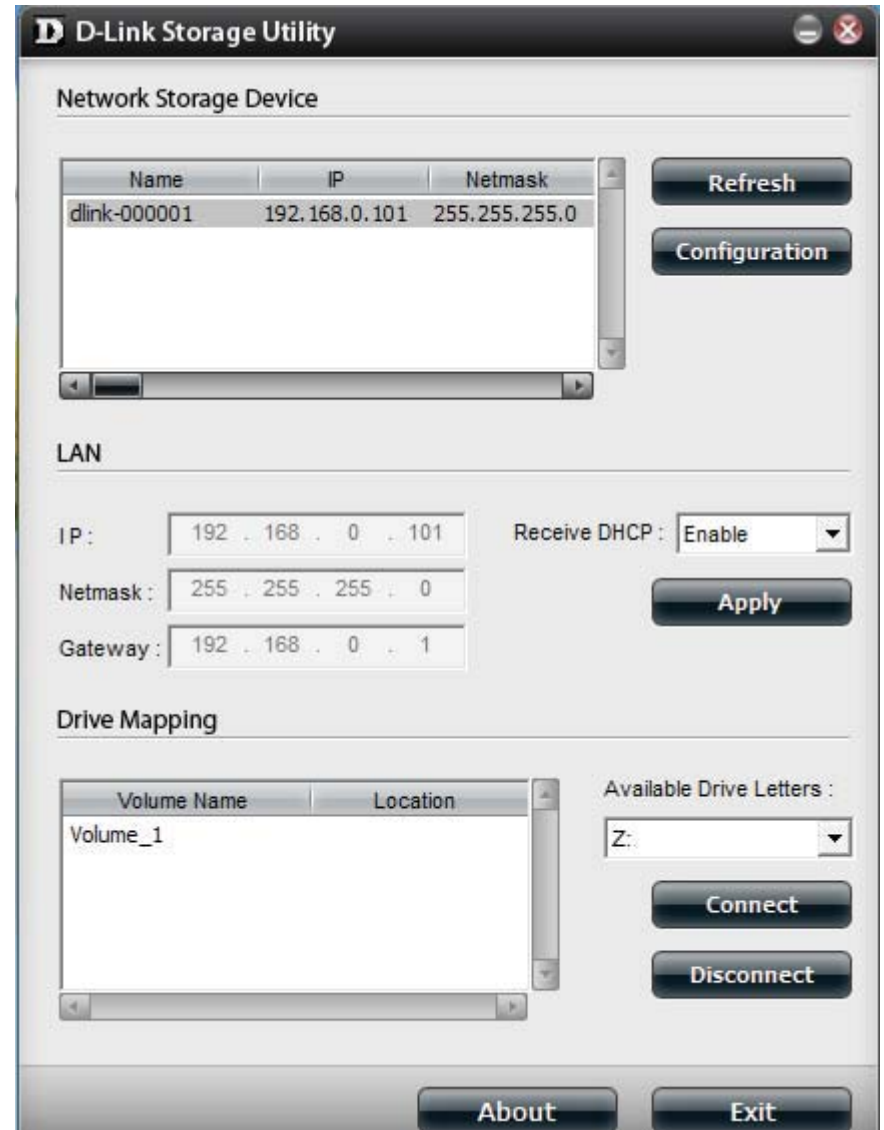 D D-Link Storage Utility
Network Storage Device
Name IP Netmask
dlink-000001 192.168.0.101 255.255.255.0
Refresh
Configuration
LAN
IP : 192 . 168 . 0 . 101
Receive DHCP : Enable
Netmask : 255 . 255 . 255 . 0
Apply
Gateway : 192 . 168 . 0 . 1
Drive Mapping
Volume Name Location
Volume_1
Available Drive Letters :
Z:
Connect
Disconnect
About Exit